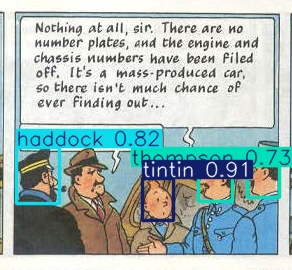 Nothing at all, sir. There are no
number plates, and the engine and
chassis numbers have been filed
off. It's a mass-produced car,
so there isn't much chance of
ever finding out...
haddock 0.82
thompson 0.73
tintin 0.91